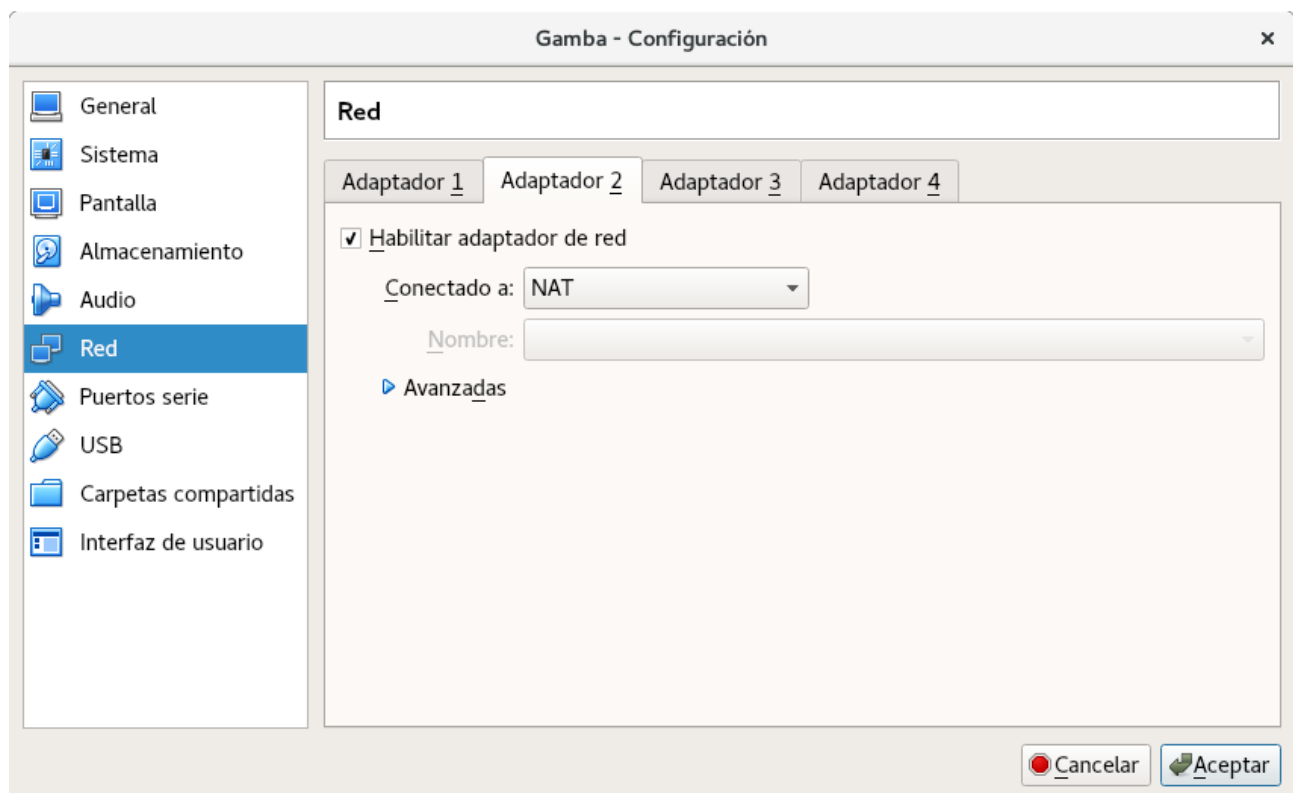 Gamba - Configuración
General
Sistema
Pantalla
Almacenamiento
Audio
Red
Puertos serie
USB
Carpetas compartidas
Interfaz de usuario
Red
Adaptador 1 Adaptador 2 Adaptador 3 Adaptador 4
Habilitar adaptador de red
Conectado a: NAT
Nombre:
Avanzadas
Cancelar Aceptar